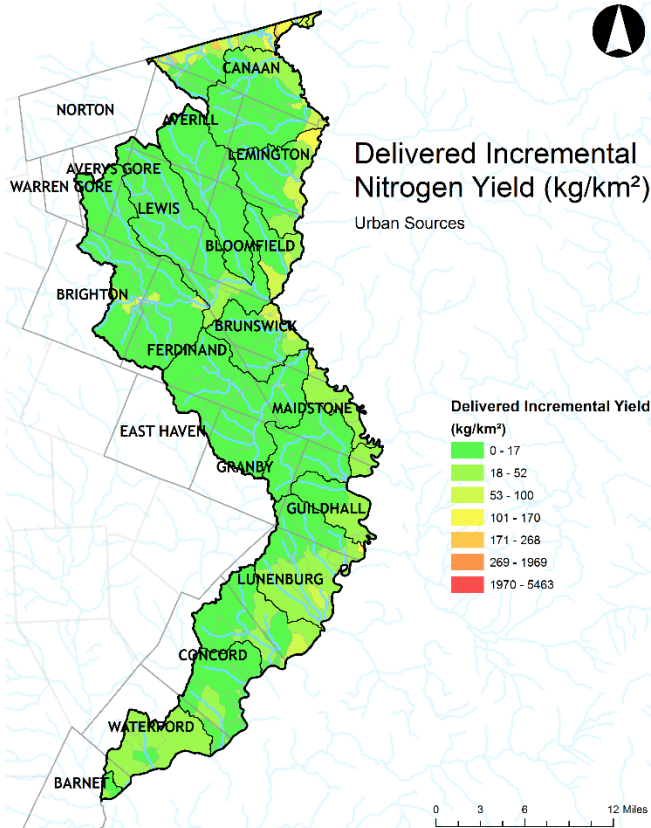 CANAAN
NORTON
AVERILL
LEMINGTON
Delivered Incremental
Nitrogen Yield (kg/km²)
Urban Sources
AVERYS GORE
WARREN GORE
LEWIS
BLOOMFIELD
BRIGHTON
BRUNSWICK
FERDINAND
MAIDSTONE
EAST HAVEN
GRANBY
GUILDHALL
LUNENBURG
CONCORD
WATERFORD
BARNET
Delivered Incremental Yield
(kg/km²)
0 - 17
18 - 52
53 - 100
101 - 170
171 - 268
269 - 1969
1970 - 5463
0 3 6 12 Miles